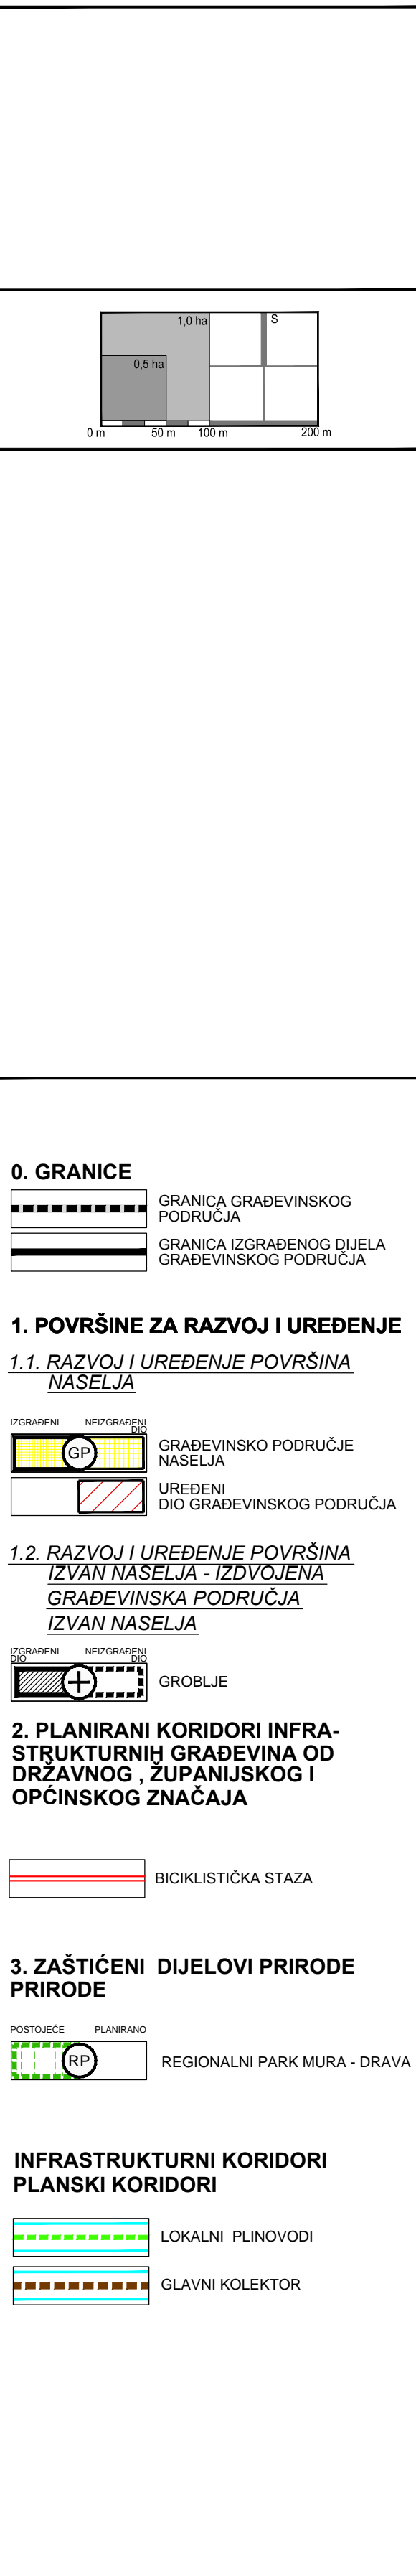 1,0 ha
S
0,5 ha
0 m 50 m 100 m 200 m
0. GRANICE
GRANICA GRAĐEVINSKOG
PODRUČJA
GRANICA IZGRAĐENOG DIJELA
GRAĐEVINSKOG PODRUČJA
1. POVRŠINE ZA RAZVOJ I UREĐENJE
1.1. RAZVOJ I UREĐENJE POVRŠINA
NASELJA
IZGRAĐENI NEIZGRAĐENI
DIO
GP
GRAĐEVINSKO PODRUČJE
NASELJA
UREĐENI
DIO GRAĐEVINSKOG PODRUČJA
1.2. RAZVOJ I UREĐENJE POVRŠINA
IZVAN NASELJA - IZDVOJENA
GRAĐEVINSKA PODRUČJA
IZVAN NASELJA
IZGRAĐENI NEIZGRAĐENI
DIO DIO
GROBLJE
2. PLANIRANI KORIDORI INFRA-
STRUKTURNIH GRAĐEVINA OD
DRŽAVNOG , ŽUPANIJSKOG I
OPĆINSKOG ZNAČAJA
BICIKLISTIČKA STAZA
3. ZAŠTIĆENI DIJELOVI PRIRODE
PRIRODE
POSTOJEĆE PLANIRANO
RP
REGIONALNI PARK MURA - DRAVA
INFRASTRUKTURNI KORIDORI
PLANSKI KORIDORI
LOKALNI PLINOVODI
GLAVNI KOLEKTOR